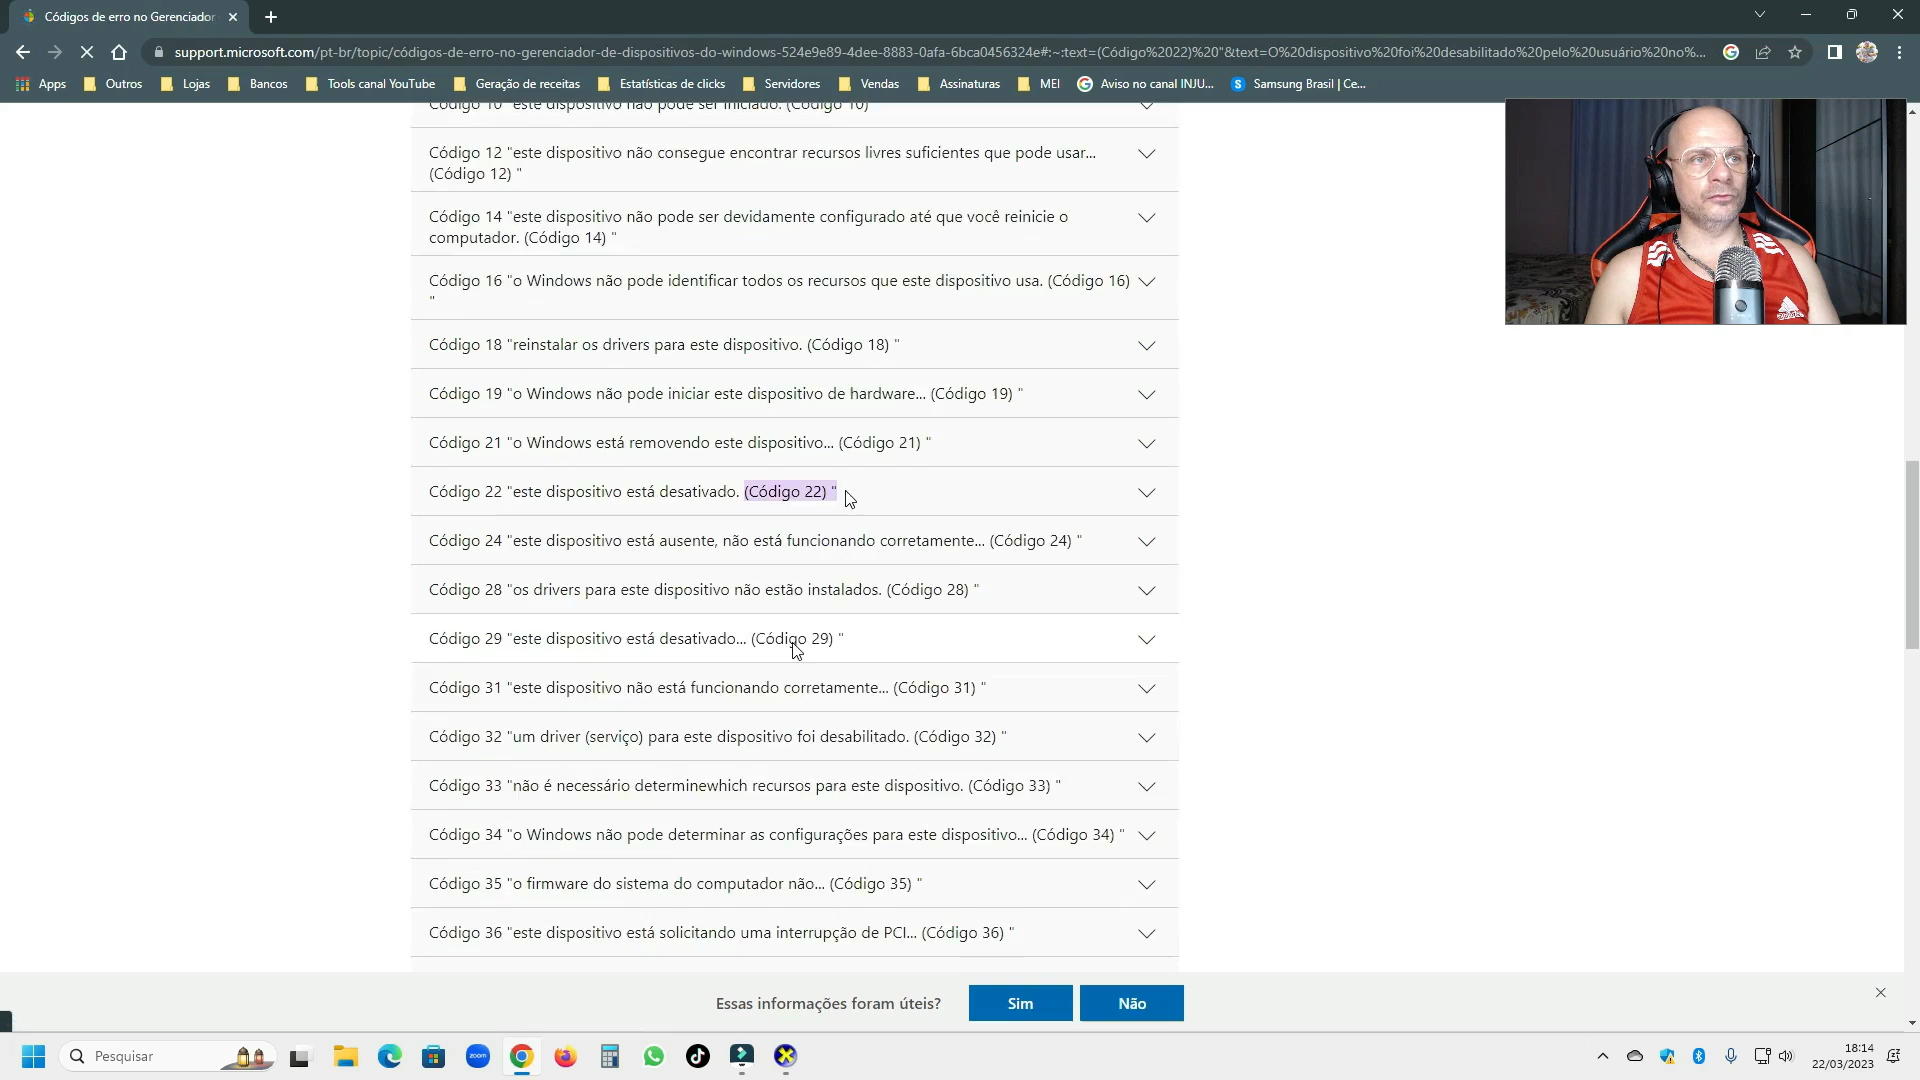 Códigos de erro no Gerenciador
support.microsoft.com/pt-br/topic/códigos-de-erro-no-gerenciador-de-dispositivos-do-windows-524e9e89-4dee-8883-0afa-6bca0456324e#:~:text=(Código%2022)%20"&text=O%20dispositivo%20foi%20desabilitado%20pelo%20usuário%20no%...
Apps
Outros
Lojas
Bancos
Tools canal YouTube
Geração de receitas
Estatísticas de clicks
Servidores
Vendas
Assinaturas
MEI
Aviso no canal INJU...
Samsung Brasil | Ce...
Código 10 "este dispositivo não pode ser iniciado. (Código 10)
Código 12 "este dispositivo não consegue encontrar recursos livres suficientes que pode usar...
(Código 12) "
Código 14 "este dispositivo não pode ser devidamente configurado até que você reinicie o
computador. (Código 14) "
Código 16 "o Windows não pode identificar todos os recursos que este dispositivo usa. (Código 16)
"
Código 18 "reinstalar os drivers para este dispositivo. (Código 18) "
Código 19 "o Windows não pode iniciar este dispositivo de hardware... (Código 19) "
Código 21 "o Windows está removendo este dispositivo... (Código 21) "
Código 22 "este dispositivo está desativado. (Código 22) "
Código 24 "este dispositivo está ausente, não está funcionando corretamente... (Código 24) "
Código 28 "os drivers para este dispositivo não estão instalados. (Código 28) "
Código 29 "este dispositivo está desativado... (Código 29) "
Código 31 "este dispositivo não está funcionando corretamente... (Código 31) "
Código 32 "um driver (serviço) para este dispositivo foi desabilitado. (Código 32) "
Código 33 "não é necessário determinewhich recursos para este dispositivo. (Código 33) "
Código 34 "o Windows não pode determinar as configurações para este dispositivo... (Código 34) "
Código 35 "o firmware do sistema do computador não... (Código 35) "
Código 36 "este dispositivo está solicitando uma interrupção de PCI... (Código 36) "
Essas informações foram úteis?
Sim
Não
Pesquisar
zoom
18:14
22/03/2023
adidas